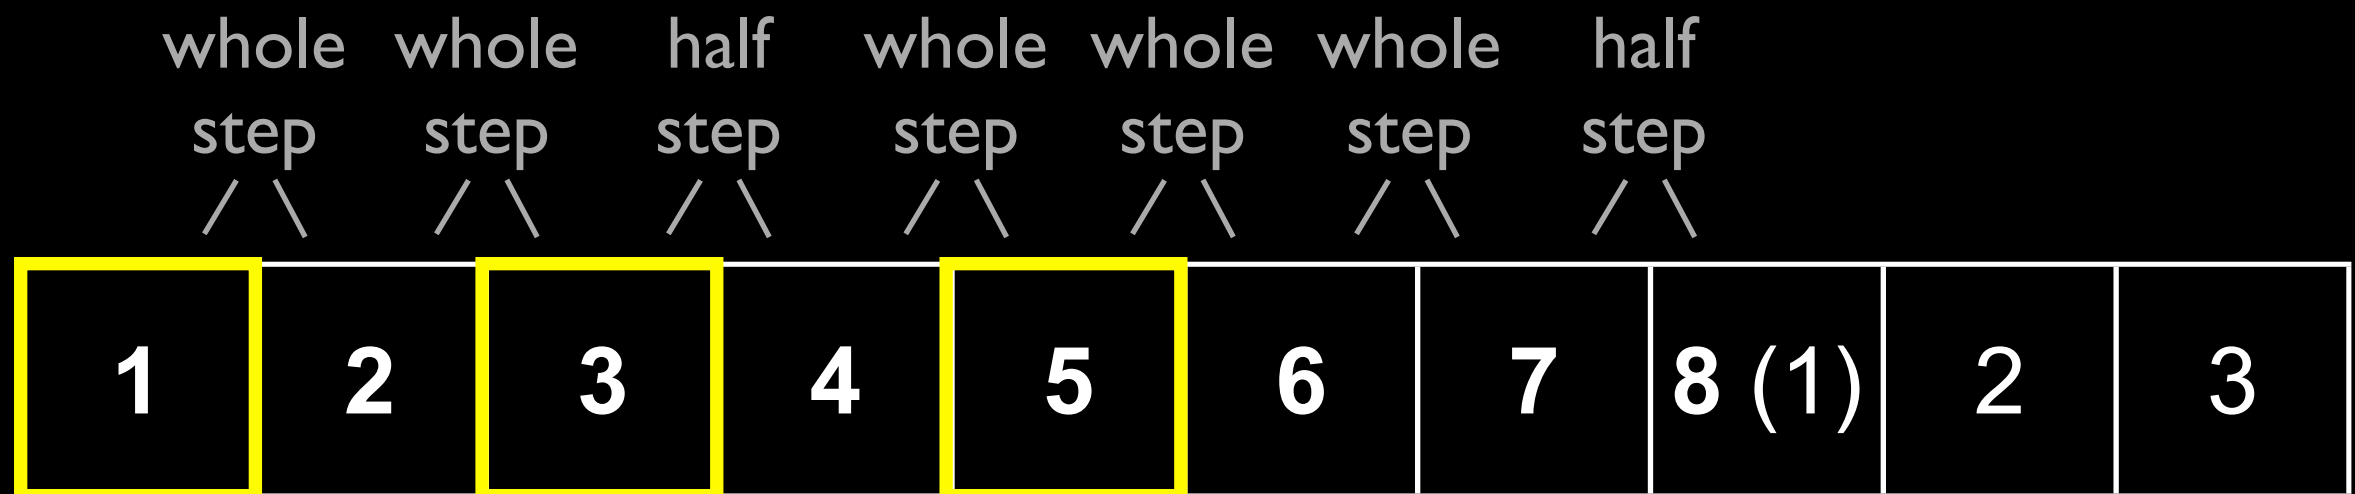 whole whole half whole whole whole half
step step step step step step step
1 2 3 4 5 6 7 8 (1) 2 3